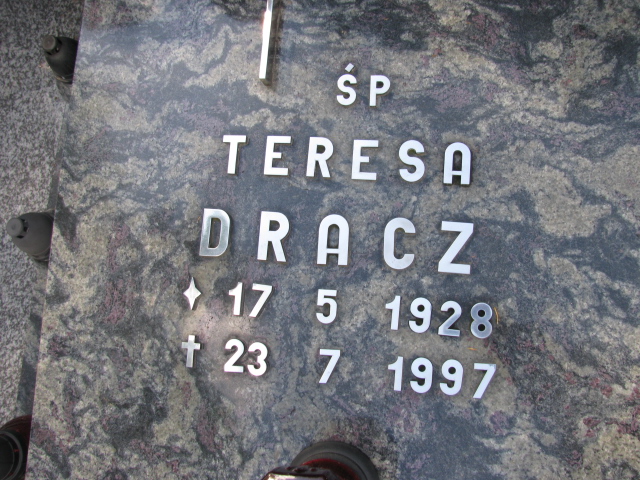 ŚP
TERESA
DRACZ
17 5 1928
† 23 7 1997